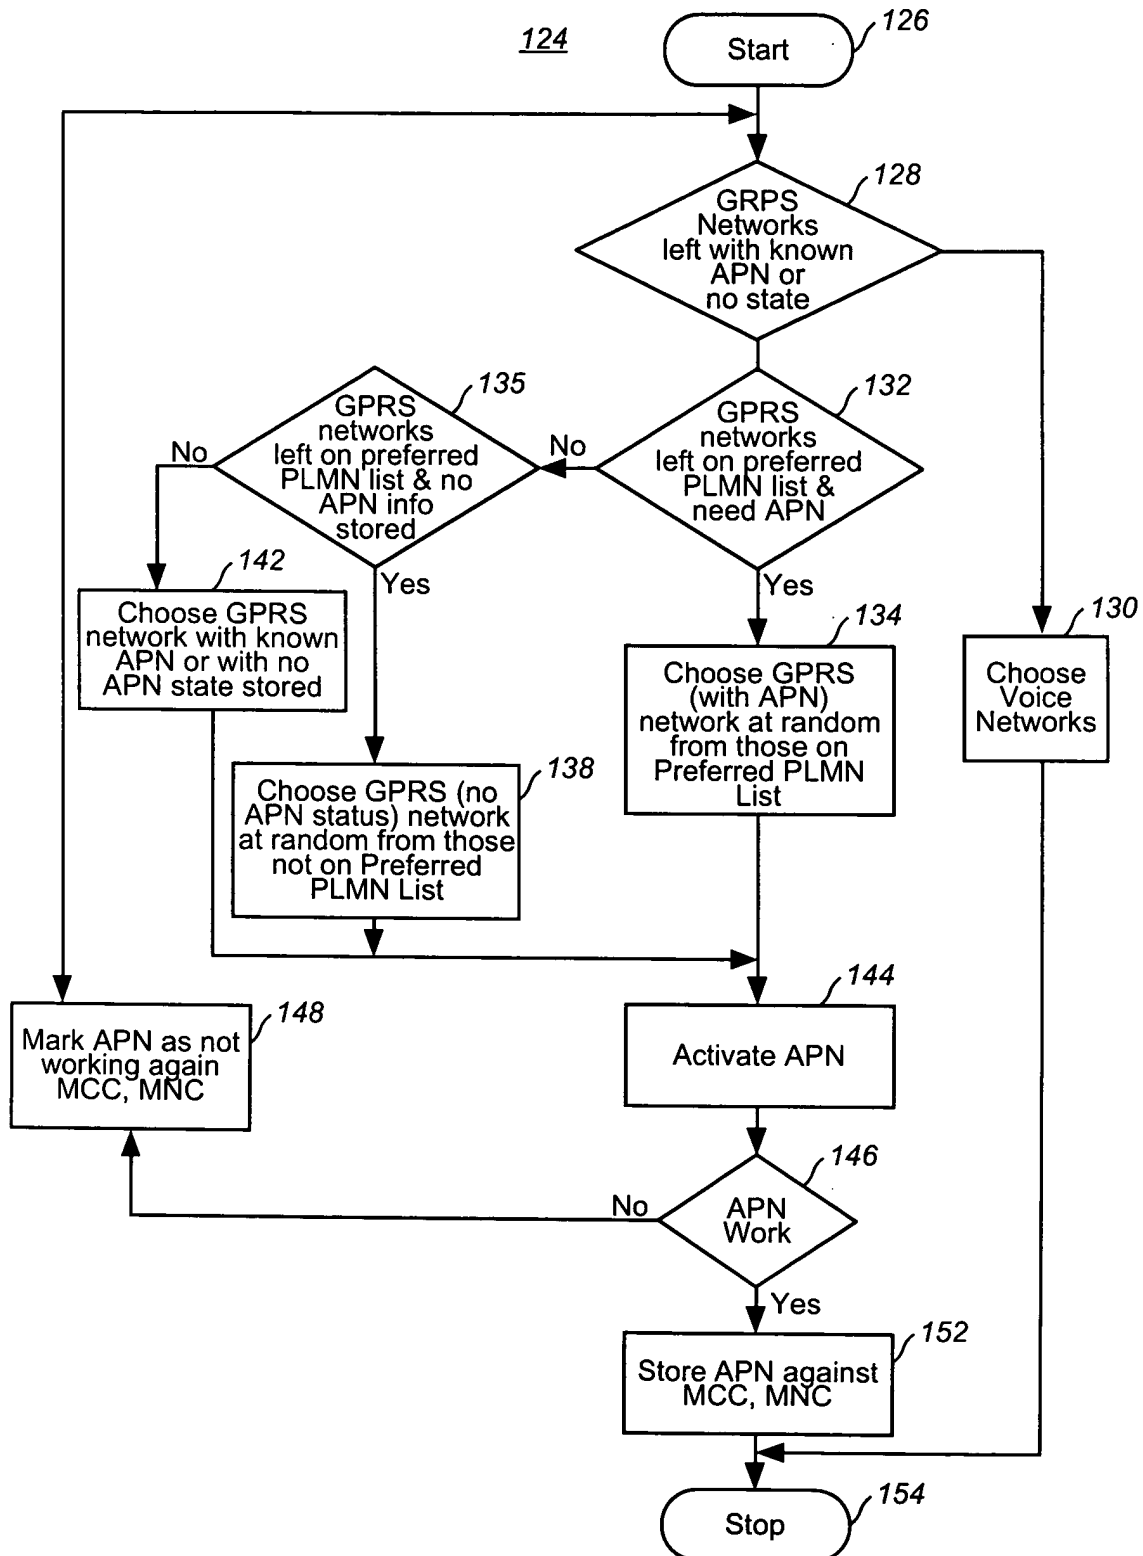 124
Start
126
GRPS
Networks
left with known
APN or
no state
128
GPRS
networks
left on preferred
PLMN list &
need APN
132
GPRS
networks
left on preferred
PLMN list & no
APN info
stored
135
No
No
Yes
Yes
Choose GPRS
network with known
APN or with no
APN state stored
142
Choose GPRS
(with APN)
network at random
from those on
Preferred PLMN
List
134
Choose
Voice
Networks
130
Choose GPRS (no
APN status) network
at random from those
not on Preferred
PLMN List
138
Activate APN
144
Mark APN as not
working again
MCC, MNC
148
APN
Work
146
No
Yes
Store APN against
MCC, MNC
152
Stop
154